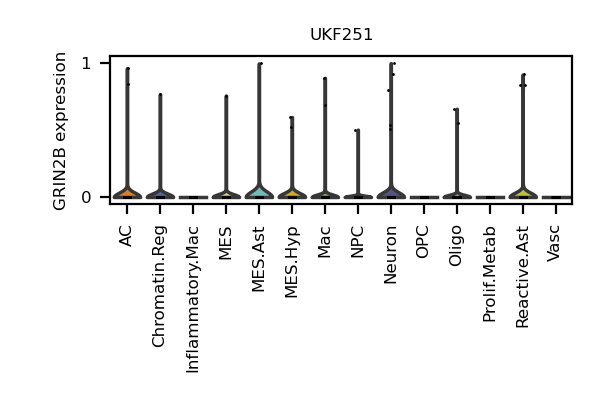 UKF251
GRIN2B expression
1
0
AC
Chromatin.Reg
Inflammatory.Mac
MES
MES.Ast
MES.Hyp
Mac
NPC
Neuron
OPC
Oligo
Prolif.Metab
Reactive.Ast
Vasc